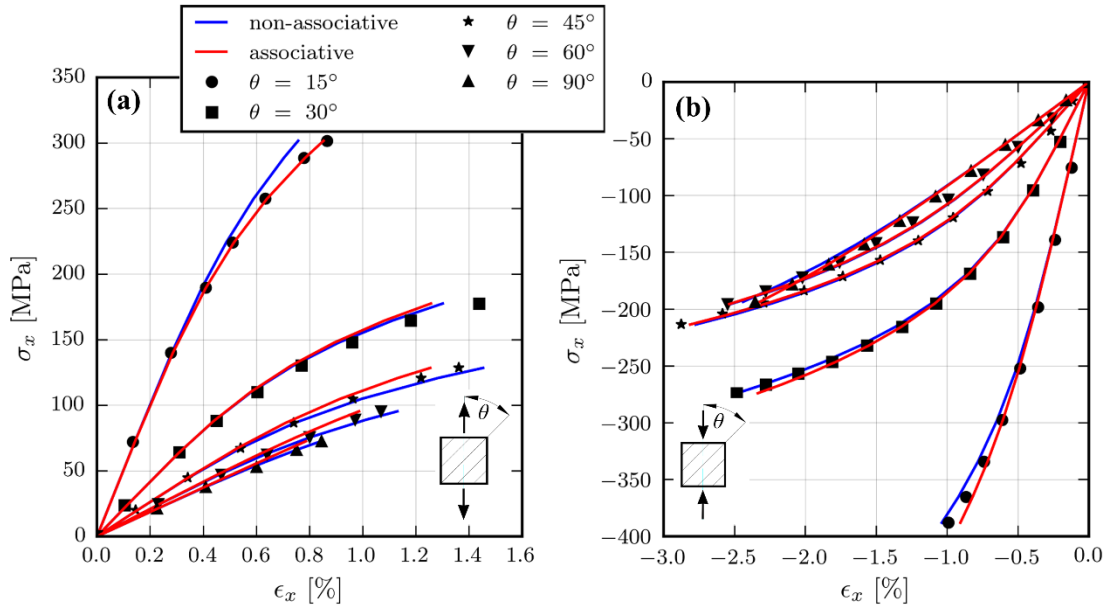 non-associative
associative
θ = 15°
θ = 30°
θ = 45°
θ = 60°
θ = 90°
(a)
350
300
250
200
150
100
50
0
0.0 0.2 0.4 0.6 0.8 1.0 1.2 1.4 1.6
σx [MPa]
ϵx [%]
θ
(b)
0
−50
−100
−150
−200
−250
−300
−350
−400
−3.0 −2.5 −2.0 −1.5 −1.0 −0.5 0.0
σx [MPa]
ϵx [%]
θ